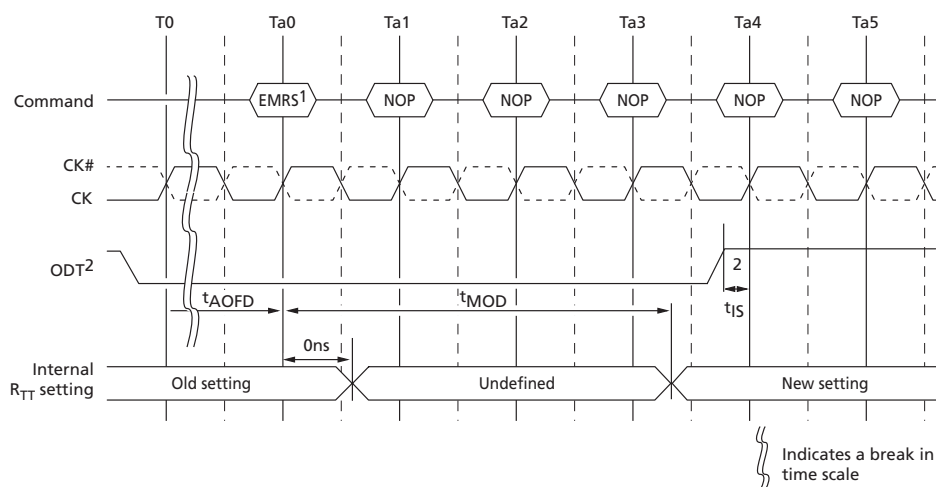 T0 Ta0 Ta1 Ta2 Ta3 Ta4 Ta5
Command EMRS1 NOP NOP NOP NOP NOP
CK#
CK
ODT2 2
tAOFD tMOD tIS
0ns
Internal
RTT setting Old setting Undefined New setting
Indicates a break in
time scale